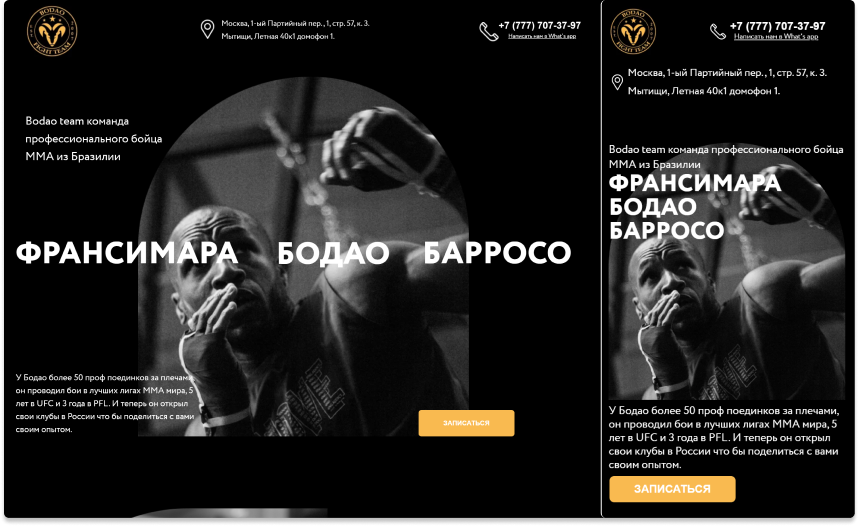 BODAO
FIGHT TEAM
Москва, 1-ый Партийный пер., 1, стр. 57, к. 3.
Мытищи, Летная 40к1 домофон 1.
+7 (777) 707-37-97
Написать нам в What's app
Bodao team команда
профессионального бойца
ММА из Бразилии
ФРАНСИМАРА БОДАО БАРРОСО
У Бодао более 50 проф поединков за плечами,
он проводил бои в лучших лигах ММА мира, 5
лет в UFC и 3 года в PFL. И теперь он открыл
свои клубы в России что бы поделиться с вами
своим опытом.
ЗАПИСАТЬСЯ
BODAO
FIGHT TEAM
+7 (777) 707-37-97
Написать нам в What's app
Москва, 1-ый Партийный пер., 1, стр. 57, к. 3.
Мытищи, Летная 40к1 домофон 1.
Bodao team команда профессионального бойца
ММА из Бразилии
ФРАНСИМАРА
БОДАО
БАРРОСО
У Бодао более 50 проф поединков за плечами,
он проводил бои в лучших лигах ММА мира, 5
лет в UFC и 3 года в PFL. И теперь он открыл
свои клубы в России что бы поделиться с вами
своим опытом.
ЗАПИСАТЬСЯ